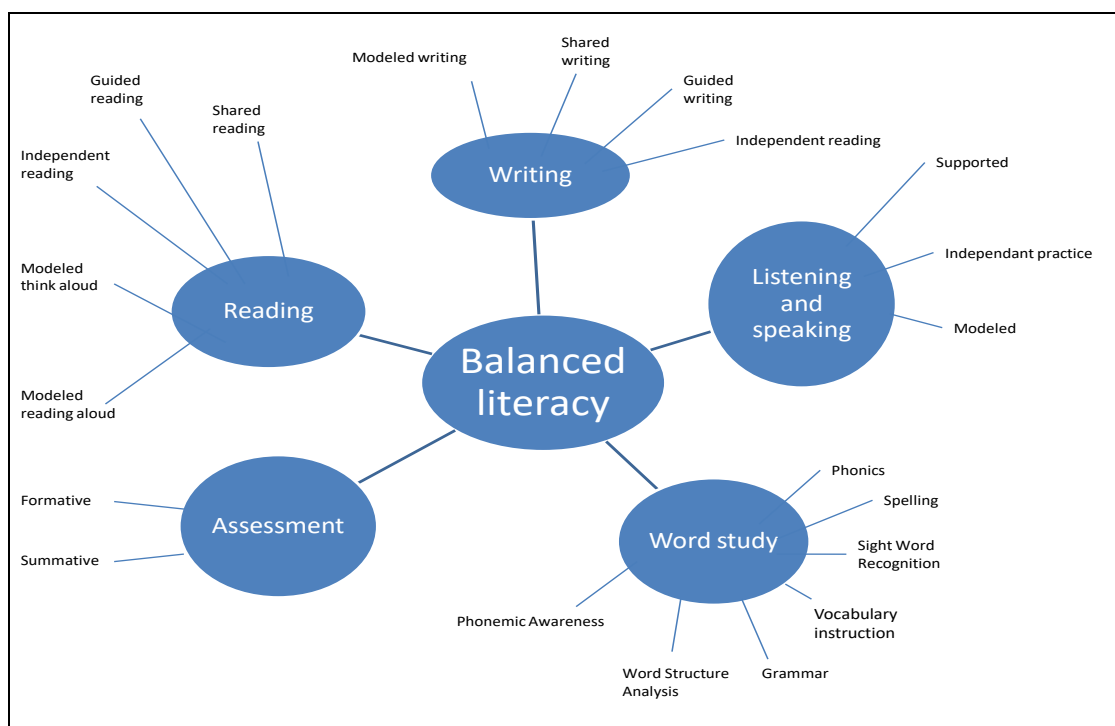 Modeled writing
Shared
writing
Guided
writing
Independent reading
Writing
Guided
reading
Shared
reading
Independent
reading
Modeled
think aloud
Modeled
reading aloud
Reading
Supported
Independant practice
Modeled
Listening
and
speaking
Balanced
literacy
Formative
Summative
Assessment
Word study
Phonics
Spelling
Sight Word
Recognition
Vocabulary
instruction
Grammar
Word Structure
Analysis
Phonemic Awareness